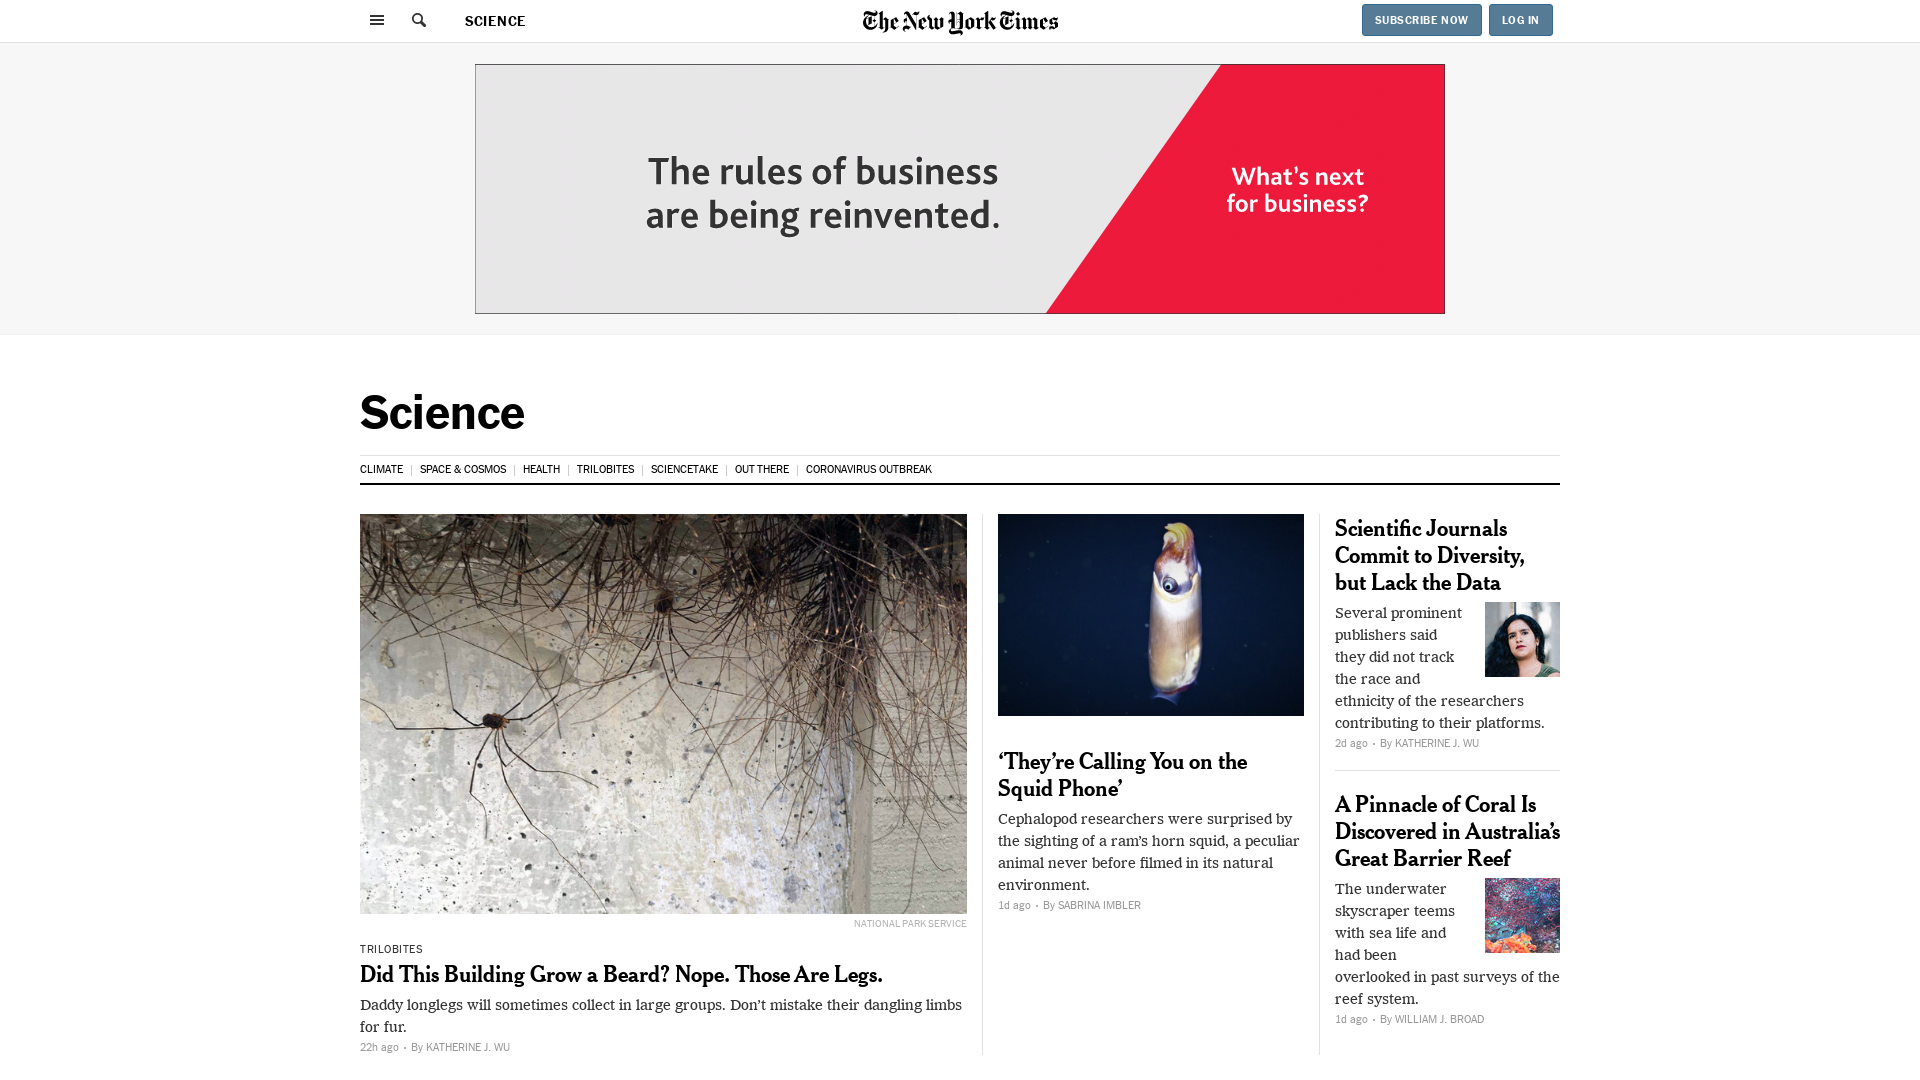 SCIENCE
The New York Times
SUBSCRIBE NOW
LOG IN
The rules of business
are being reinvented.
What's next
for business?
Science
CLIMATE
SPACE & COSMOS
HEALTH
TRILOBITES
SCIENCETAKE
OUT THERE
CORONAVIRUS OUTBREAK
NATIONAL PARK SERVICE
TRILOBITES
Did This Building Grow a Beard? Nope. Those Are Legs.
Daddy longlegs will sometimes collect in large groups. Don’t mistake their dangling limbs
for fur.
22h ago • By KATHERINE J. WU
‘They’re Calling You on the
Squid Phone’
Cephalopod researchers were surprised by
the sighting of a ram’s horn squid, a peculiar
animal never before filmed in its natural
environment.
1d ago • By SABRINA IMBLER
Scientific Journals
Commit to Diversity,
but Lack the Data
Several prominent
publishers said
they did not track
the race and
ethnicity of the researchers
contributing to their platforms.
2d ago • By KATHERINE J. WU
A Pinnacle of Coral Is
Discovered in Australia’s
Great Barrier Reef
The underwater
skyscraper teems
with sea life and
had been
overlooked in past surveys of the
reef system.
1d ago • By WILLIAM J. BROAD